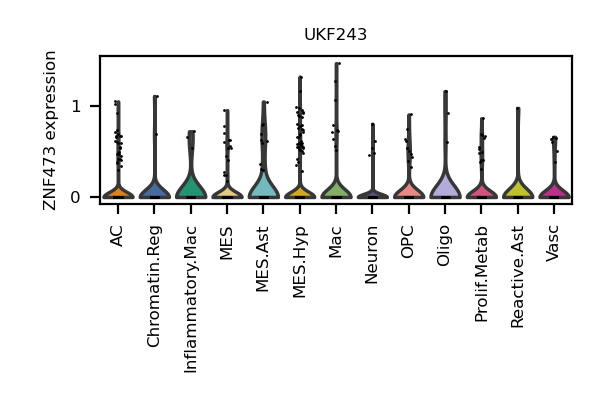 UKF243
ZNF473 expression
1
0
AC
Chromatin.Reg
Inflammatory.Mac
MES
MES.Ast
MES.Hyp
Mac
Neuron
OPC
Oligo
Prolif.Metab
Reactive.Ast
Vasc